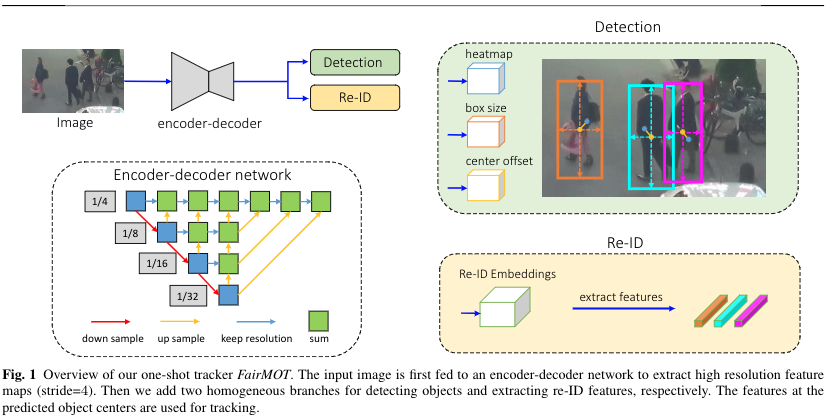 Image
encoder-decoder
Detection
Re-ID
Encoder-decoder network
1/4
1/8
1/16
1/32
down sample
up sample
keep resolution
sum
Detection
heatmap
box size
center offset
Re-ID
Re-ID Embeddings
extract features
Fig. 1 Overview of our one-shot tracker FairMOT. The input image is first fed to an encoder-decoder network to extract high resolution feature
maps (stride=4). Then we add two homogeneous branches for detecting objects and extracting re-ID features, respectively. The features at the
predicted object centers are used for tracking.